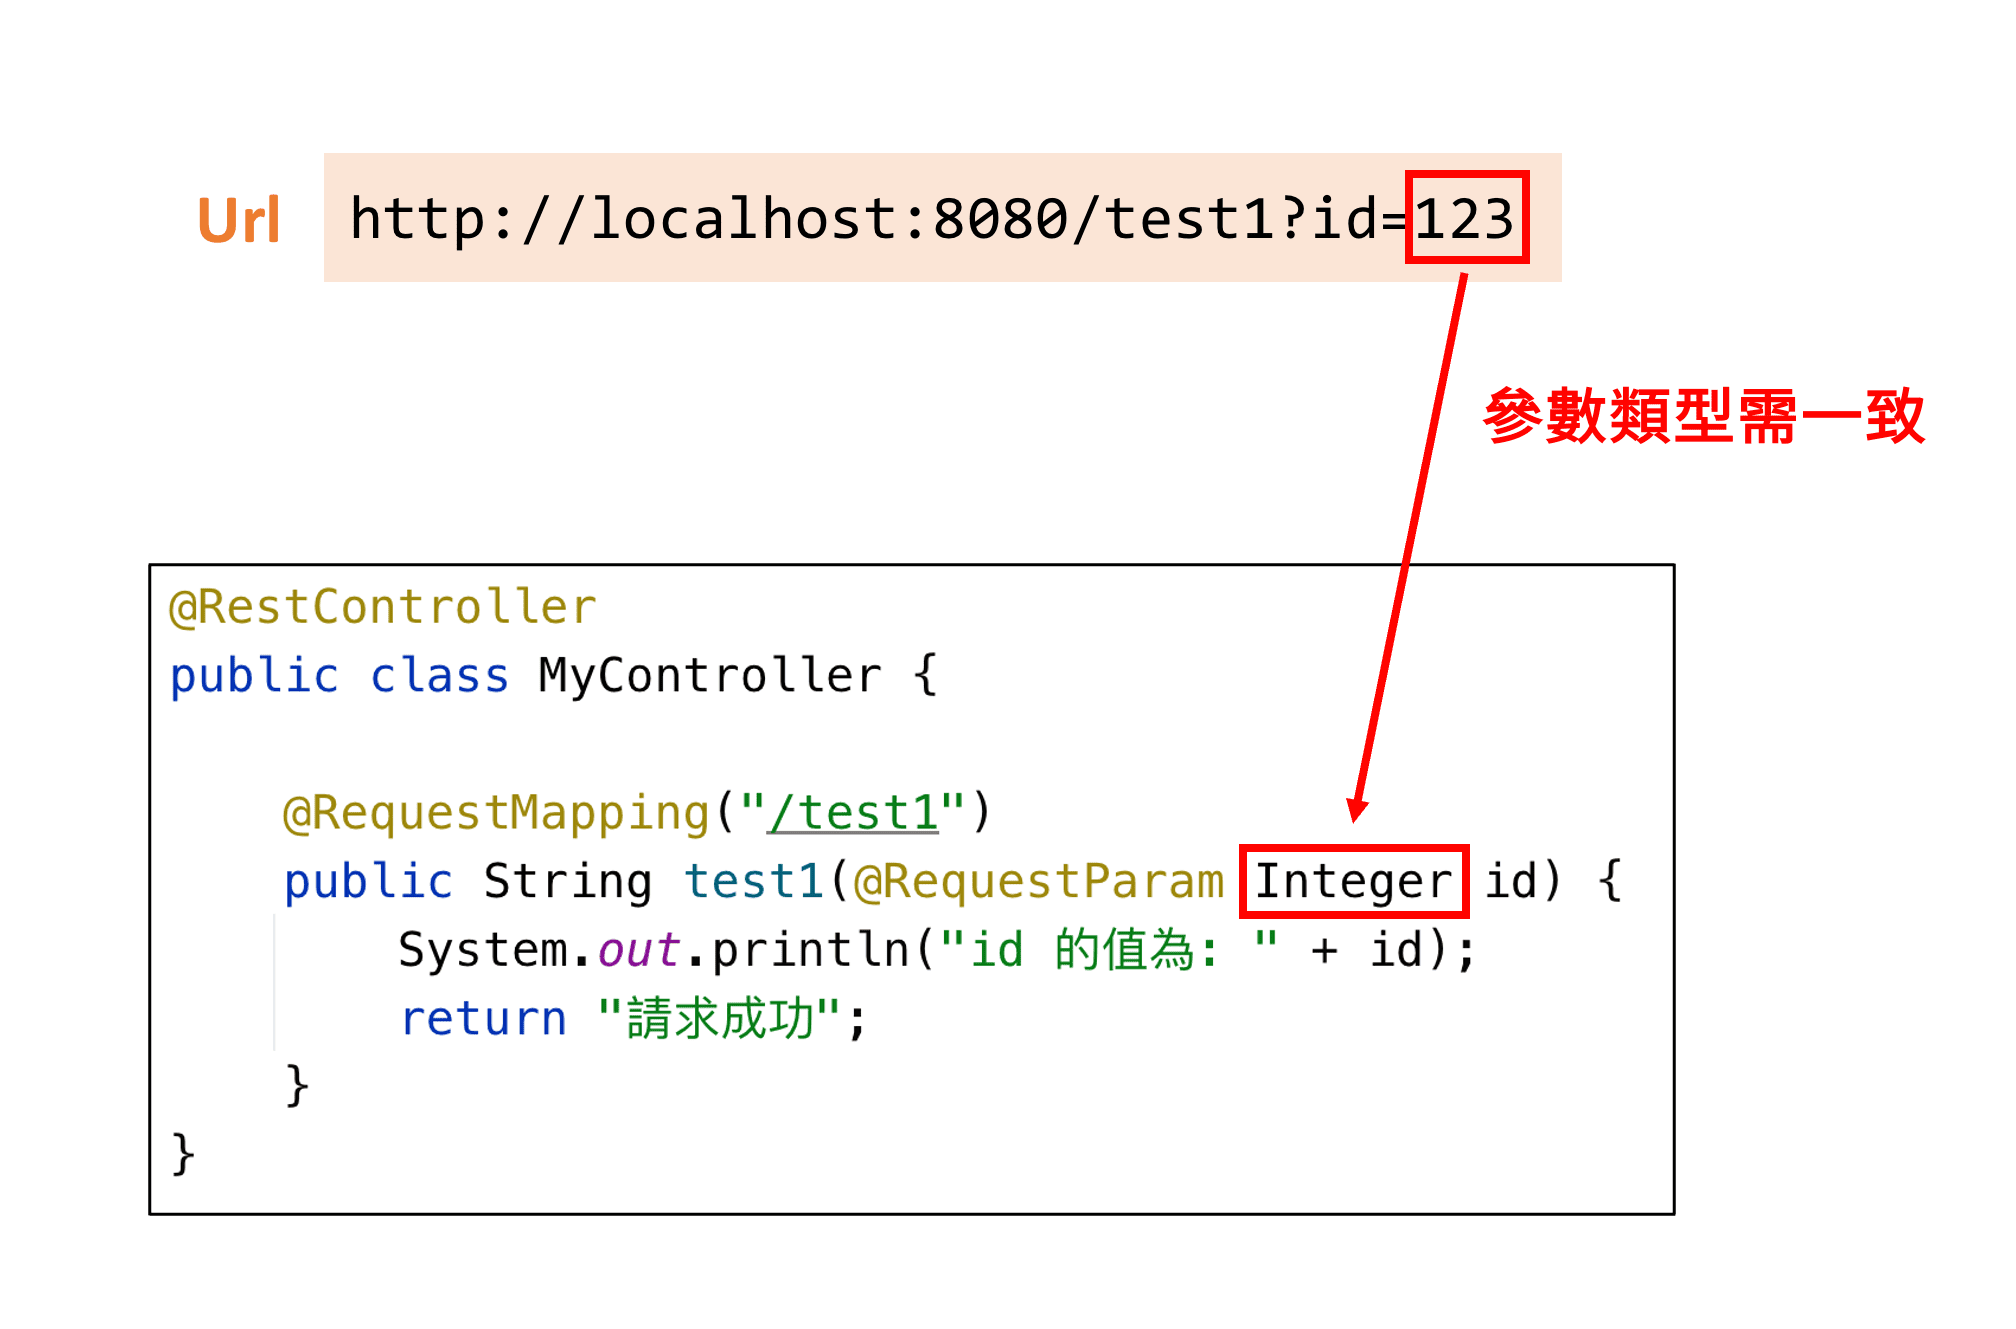 Url
http://localhost:8080/test1?id=123
參數類型需一致
@RestController
public class MyController {
@RequestMapping("/test1")
public String test1(@RequestParam Integer id) {
System.out.println("id 的值為: " + id);
return "請求成功";
}
}